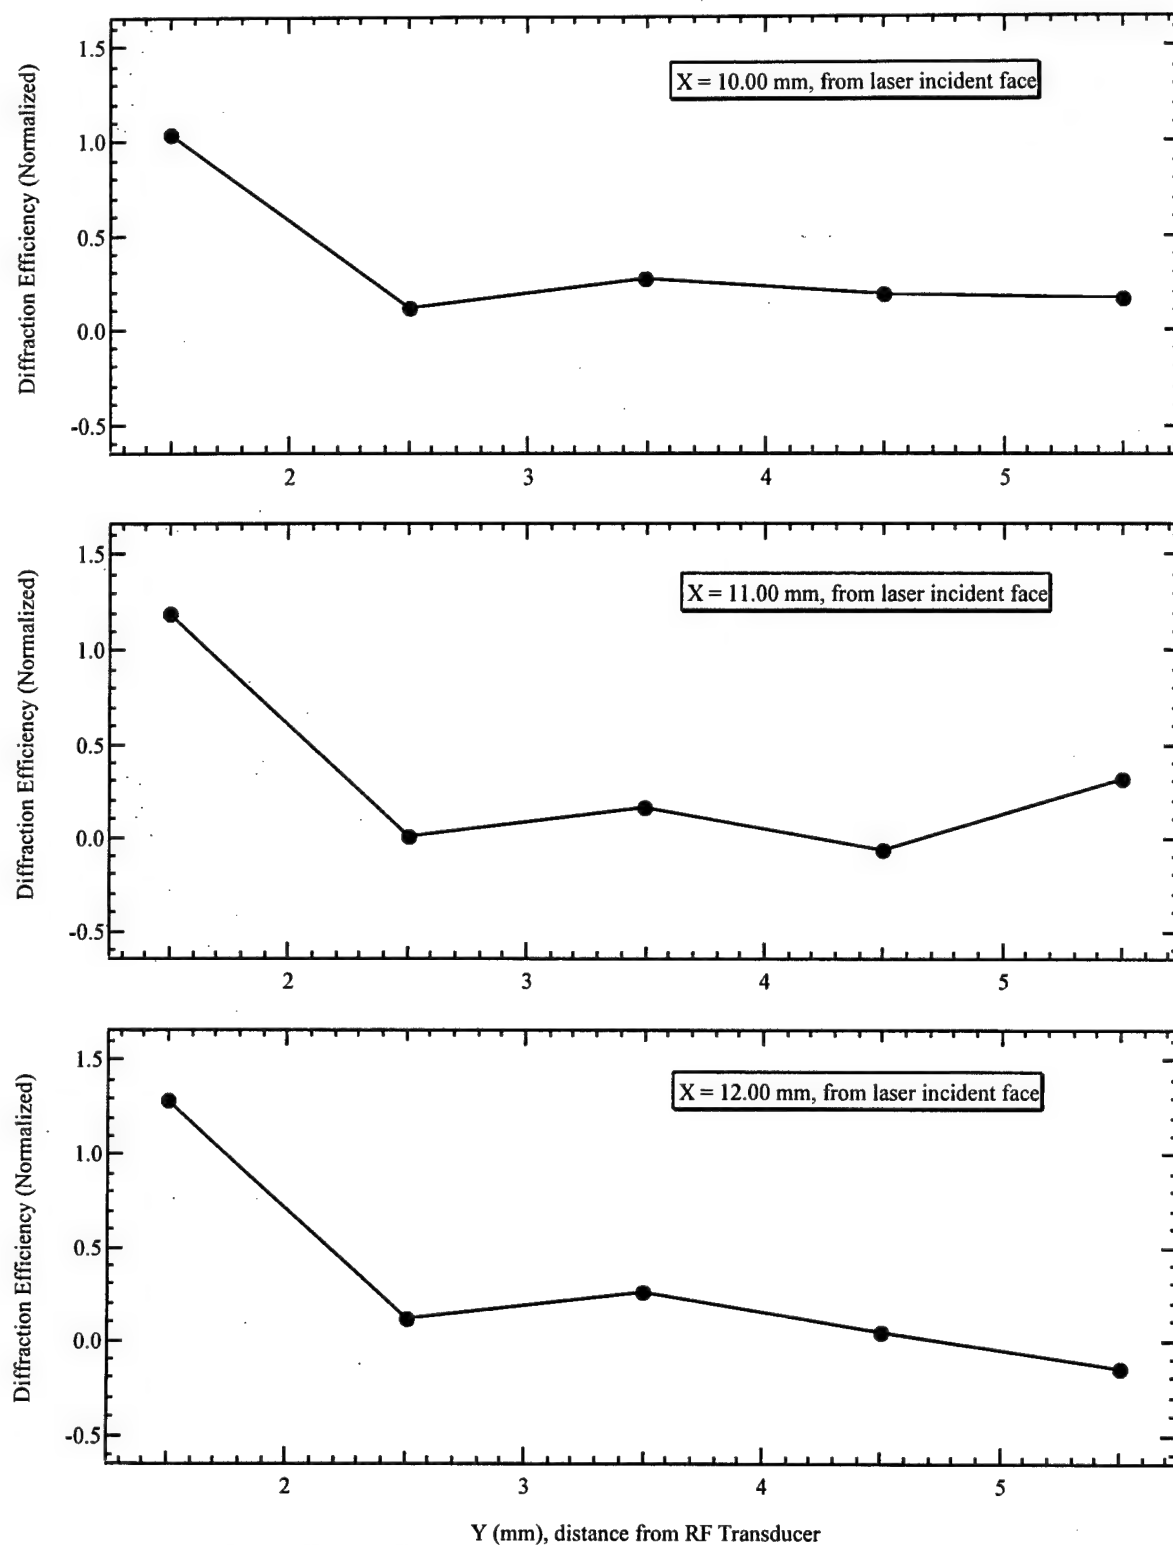 1.5
X = 10.00 mm, from laser incident face
1.0
0.5
0.0
-0.5
Diffraction Efficiency (Normalized)
2 3 4 5
1.5
X = 11.00 mm, from laser incident face
1.0
0.5
0.0
-0.5
Diffraction Efficiency (Normalized)
2 3 4 5
1.5
X = 12.00 mm, from laser incident face
1.0
0.5
0.0
-0.5
Diffraction Efficiency (Normalized)
2 3 4 5
Y (mm), distance from RF Transducer